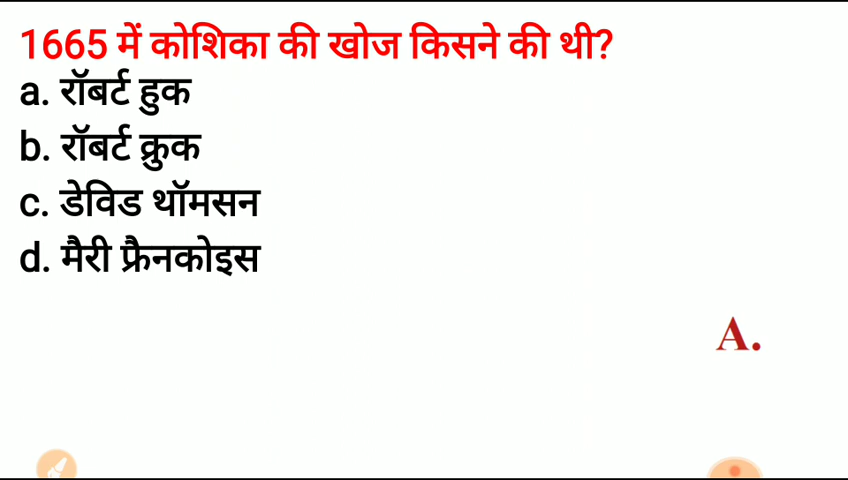 1665 में कोशिका की खोज किसने की थी?
a. रॉबर्ट हुक
b. रॉबर्ट क्रुक
c. डेविड थॉमसन
d. मैरी फ्रैनकोइस
A.